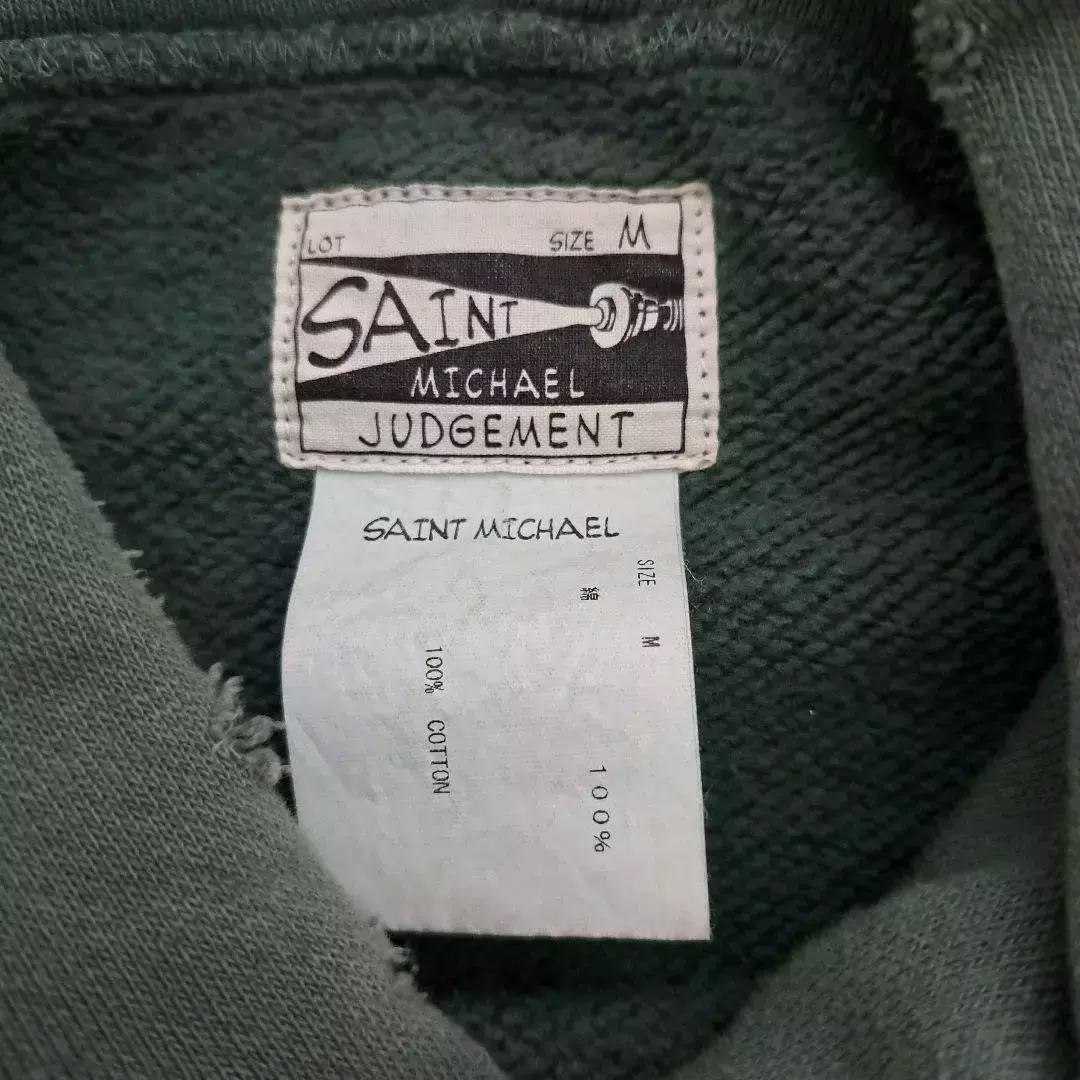 LOT SIZE M
SAINT
MICHAEL
JUDGEMENT
SAINT MICHAEL
SIZE M
綿 100%
100% COTTON